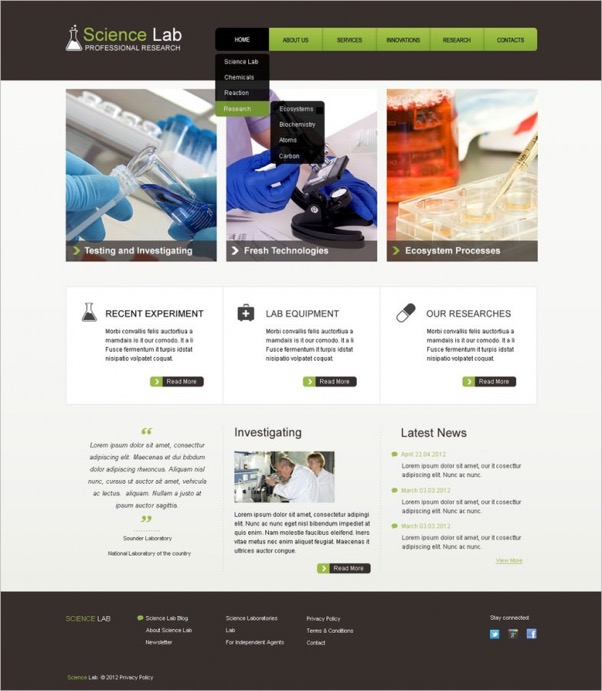 Science Lab
PROFESSIONAL RESEARCH
HOME
ABOUT US
SERVICES
INNOVATIONS
RESEARCH
CONTACTS
Science Lab
Chemicals
Reaction
Research
Ecosystems
Biochemistry
Atoms
Carbon
Testing and Investigating
Fresh Technologies
Ecosystem Processes
RECENT EXPERIMENT
Morbi convallis felis auctortiua a
mamdais is it our comodo. It a li
Fusce fermentum it turpis idstat
nisipatio volpatet coquat.
Read More
LAB EQUIPMENT
Morbi convallis felis auctortiua a
mamdais is it our comodo. It a li
Fusce fermentum it turpis idstat
nisipatio volpatet coquat.
Read More
OUR RESEARCHES
Morbi convallis felis auctortiua a
mamdais is it our comodo. It a li
Fusce fermentum it turpis idstat
nisipatio volpatet coquat.
Read More
“
Lorem ipsum dolor sit amet, consecttur
adipiscing elit. Maecenas et dui bibdum
dolor adipiscing rhwoncus. Aliquam nisl
nunc, cursus ut auctor sit amet, vehicula
ac lectus. aliquam. Nullam a justo at
ipsum auctor sagittis.
”
Sounder Laboratory
National Laboratory of the country
Investigating
Lorem ipsum dolor sit amet, consectetur adipingi
elit. Nunc ac nunc eget nisl bibendum impediet at
quis enim. Nam molestie faucibus eleifend. Iners
vitae metus nec enim aliquet feugiat. Maecenas it
ultrices auctor congue.
Read More
Latest News
April 22.04.2012
Lorem ipsum dolor sit amet, our it cosectur
adipiscing elit. Nunc ac nunc.
March 03.03.2012
Lorem ipsum dolor sit amet, our it cosectur
adipiscing elit. Nunc ac nunc.
March 03.03.2012
Lorem ipsum dolor sit amet, our it cosectur
adipiscing elit. Nunc ac nunc.
View More
SCIENCE LAB
Science Lab Blog
About Science Lab
Newsletter
Science Laboratories
Lab
For Independent Agents
Privacy Policy
Terms & Conditions
Contact
Stay connected
Science Lab © 2012 Privacy Policy